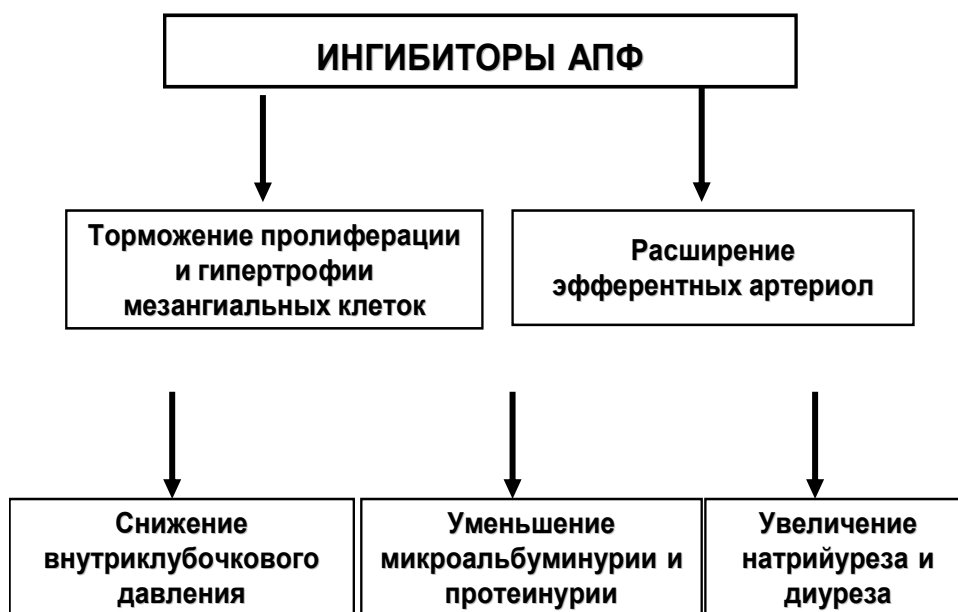 ИНГИБИТОРЫ АПФ
Торможение пролиферации
и гипертрофии
мезангиальных клеток
Расширение
эфферентных артериол
Снижение
внутриклубочкового
давления
Уменьшение
микроальбуминурии и
протеинурии
Увеличение
натрийуреза и
диуреза